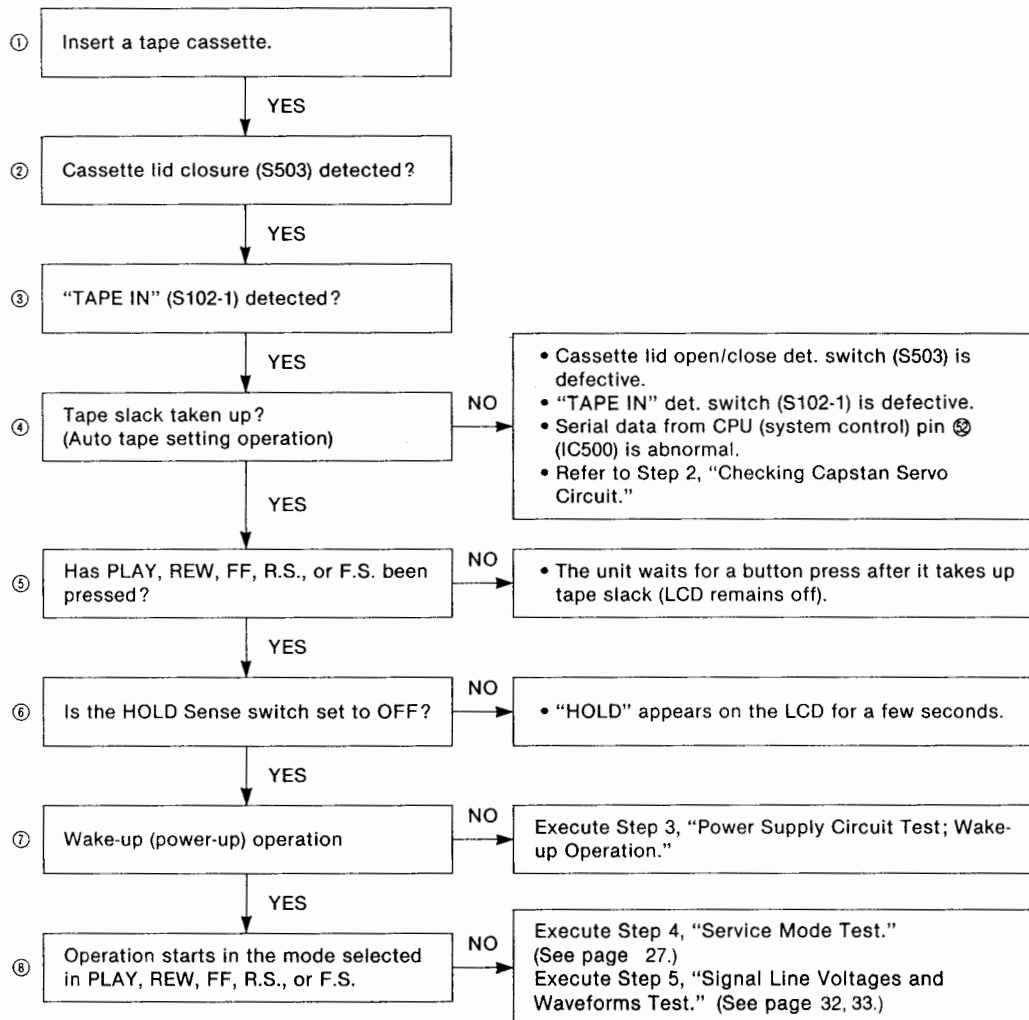 ① Insert a tape cassette.
YES
② Cassette lid closure (S503) detected?
YES
③ "TAPE IN" (S102-1) detected?
YES
④ Tape slack taken up?
(Auto tape setting operation)
NO
• Cassette lid open/close det. switch (S503) is
defective.
• "TAPE IN" det. switch (S102-1) is defective.
• Serial data from CPU (system control) pin ㊷
(IC500) is abnormal.
• Refer to Step 2, "Checking Capstan Servo
Circuit."
YES
⑤ Has PLAY, REW, FF, R.S., or F.S. been
pressed?
NO
• The unit waits for a button press after it takes up
tape slack (LCD remains off).
YES
⑥ Is the HOLD Sense switch set to OFF?
NO
• "HOLD" appears on the LCD for a few seconds.
YES
⑦ Wake-up (power-up) operation
NO
Execute Step 3, "Power Supply Circuit Test; Wake-
up Operation."
YES
⑧ Operation starts in the mode selected
in PLAY, REW, FF, R.S., or F.S.
NO
Execute Step 4, "Service Mode Test."
(See page 27.)
Execute Step 5, "Signal Line Voltages and
Waveforms Test." (See page 32, 33.)